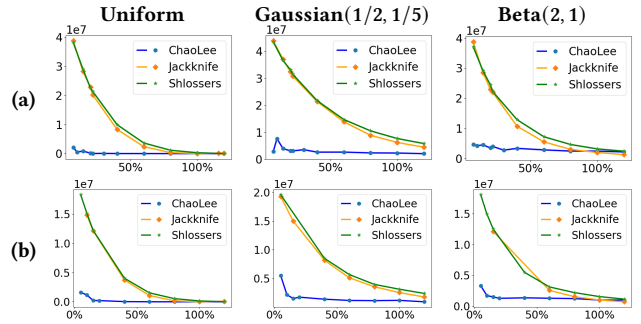 Uniform
Gaussian(1/2, 1/5)
Beta(2, 1)
(a)
1e7
4
3
2
1
0
50%
100%
ChaoLee
Jackknife
Shlossers
1e7
4
3
2
1
0
50%
100%
ChaoLee
Jackknife
Shlossers
1e7
4
3
2
1
0
50%
100%
ChaoLee
Jackknife
Shlossers
(b)
1e7
1.5
1.0
0.5
0.0
0%
50%
100%
ChaoLee
Jackknife
Shlossers
1e7
2.0
1.5
1.0
0.5
0%
50%
100%
ChaoLee
Jackknife
Shlossers
1e7
1.5
1.0
0.5
0.0
0%
50%
100%
ChaoLee
Jackknife
Shlossers